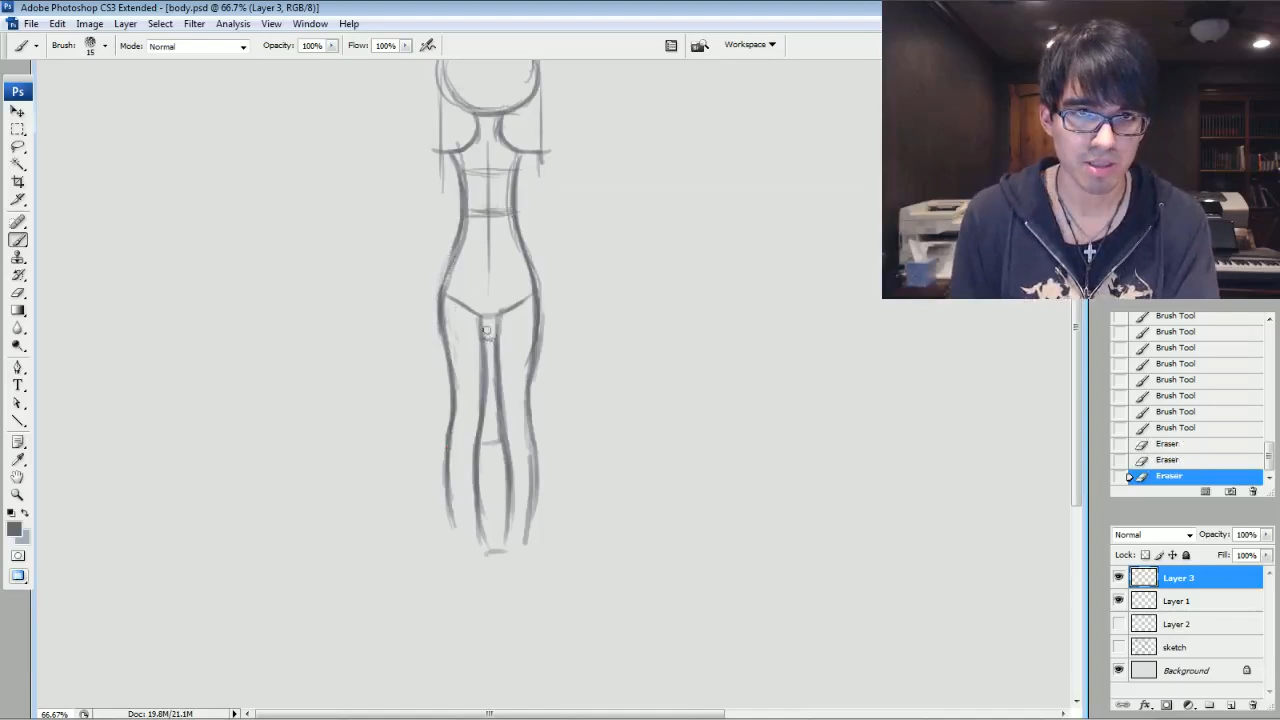 Adobe Photoshop CS3 Extended - [body.psd @ 66.7% (Layer 3, RGB/8)]
File Edit Image Layer Select Filter Analysis View Window Help
Brush: 15 Mode: Normal Opacity: 100% Flow: 100% Workspace
Ps
Brush Tool
Brush Tool
Brush Tool
Brush Tool
Brush Tool
Brush Tool
Brush Tool
Brush Tool
Eraser
Eraser
Eraser
Normal Opacity: 100%
Lock: Fill: 100%
Layer 3
Layer 1
Layer 2
sketch
Background
66.67% Doc: 19.8M/21.1M